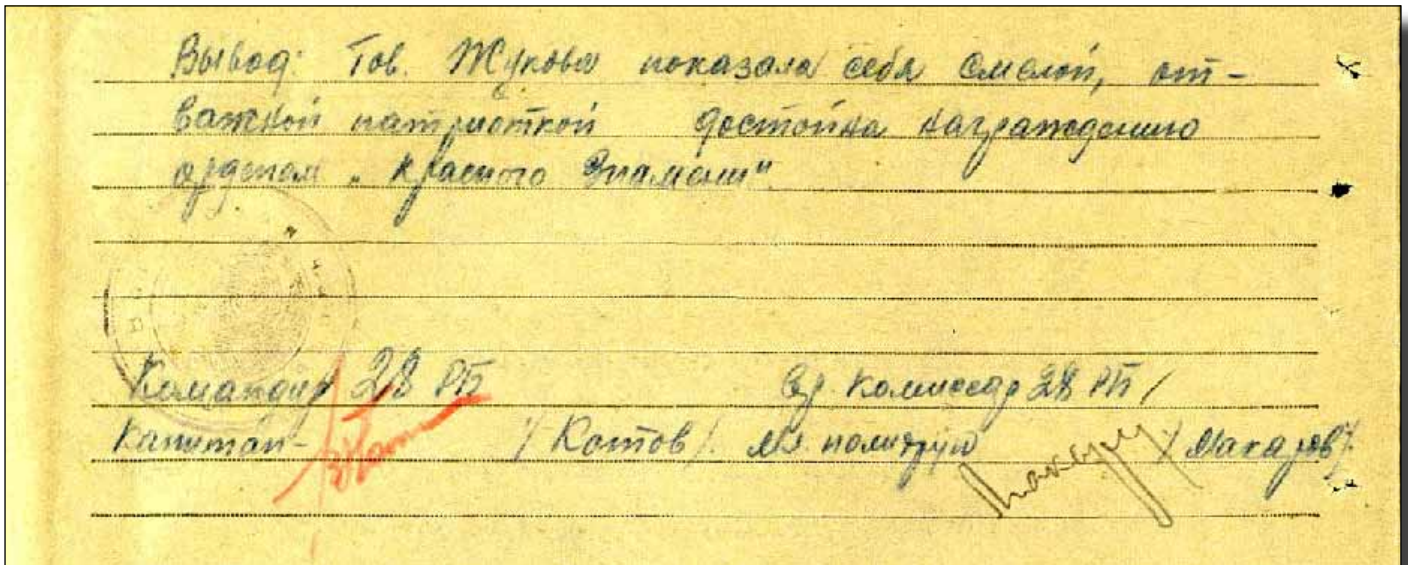 Вывод: Тов. Жукова показала себя смелой, от-
важной патриоткой достойна награждению
орденом „Красного Знамени"
Командир 28 РБ Вр. Комиссар 28 РБ /
Капитан- /Котов/. Мл. политрук /Макаров/.